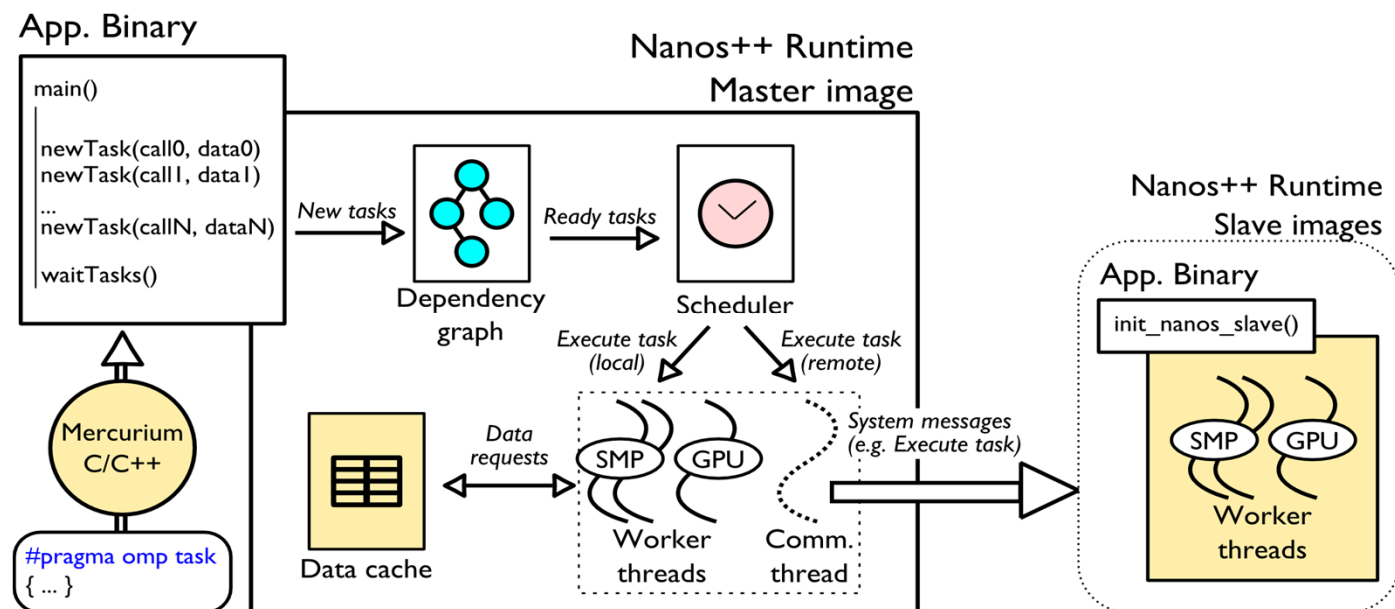 App. Binary
main()
newTask(call0, data0)
newTask(call1, data1)
...
newTask(callN, dataN)
waitTasks()
Mercurium
C/C++
#pragma omp task
{ ... }
Nanos++ Runtime
Master image
New tasks
Dependency
graph
Ready tasks
Scheduler
Execute task
(local)
Execute task
(remote)
Data cache
Data
requests
SMP
GPU
Worker
threads
Comm.
thread
System messages
(e.g. Execute task)
Nanos++ Runtime
Slave images
App. Binary
init_nanos_slave()
SMP
GPU
Worker
threads